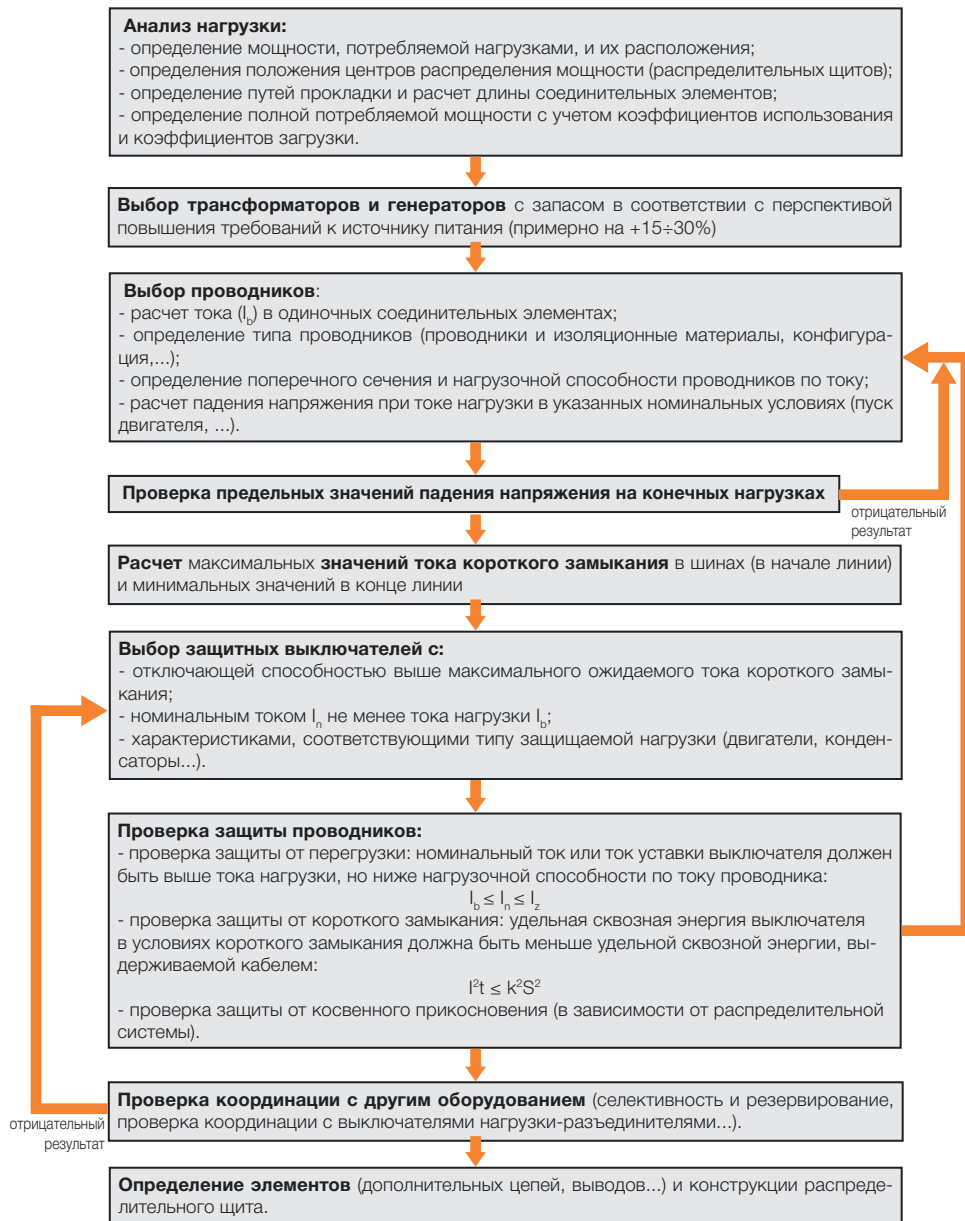 Анализ нагрузки:
- определение мощности, потребляемой нагрузками, и их расположения;
- определения положения центров распределения мощности (распределительных щитов);
- определение путей прокладки и расчет длины соединительных элементов;
- определение полной потребляемой мощности с учетом коэффициентов использования
и коэффициентов загрузки.
Выбор трансформаторов и генераторов с запасом в соответствии с перспективой
повышения требований к источнику питания (примерно на +15÷30%)
Выбор проводников:
- расчет тока (Ib) в одиночных соединительных элементах;
- определение типа проводников (проводники и изоляционные материалы, конфигура-
ция,...);
- определение поперечного сечения и нагрузочной способности проводников по току;
- расчет падения напряжения при токе нагрузки в указанных номинальных условиях (пуск
двигателя, ...).
Проверка предельных значений падения напряжения на конечных нагрузках
отрицательный
результат
Расчет максимальных значений тока короткого замыкания в шинах (в начале линии)
и минимальных значений в конце линии
Выбор защитных выключателей с:
- отключающей способностью выше максимального ожидаемого тока короткого замы-
кания;
- номинальным током In не менее тока нагрузки Ib;
- характеристиками, соответствующими типу защищаемой нагрузки (двигатели, конден-
саторы...).
Проверка защиты проводников:
- проверка защиты от перегрузки: номинальный ток или ток уставки выключателя должен
быть выше тока нагрузки, но ниже нагрузочной способности по току проводника:
Ib ≤ In ≤ Iz
- проверка защиты от короткого замыкания: удельная сквозная энергия выключателя
в условиях короткого замыкания должна быть меньше удельной сквозной энергии, вы-
держиваемой кабелем:
I²t ≤ k²S²
- проверка защиты от косвенного прикосновения (в зависимости от распределительной
системы).
Проверка координации с другим оборудованием (селективность и резервирование,
проверка координации с выключателями нагрузки-разъединителями...).
отрицательный
результат
Определение элементов (дополнительных цепей, выводов...) и конструкции распреде-
лительного щита.